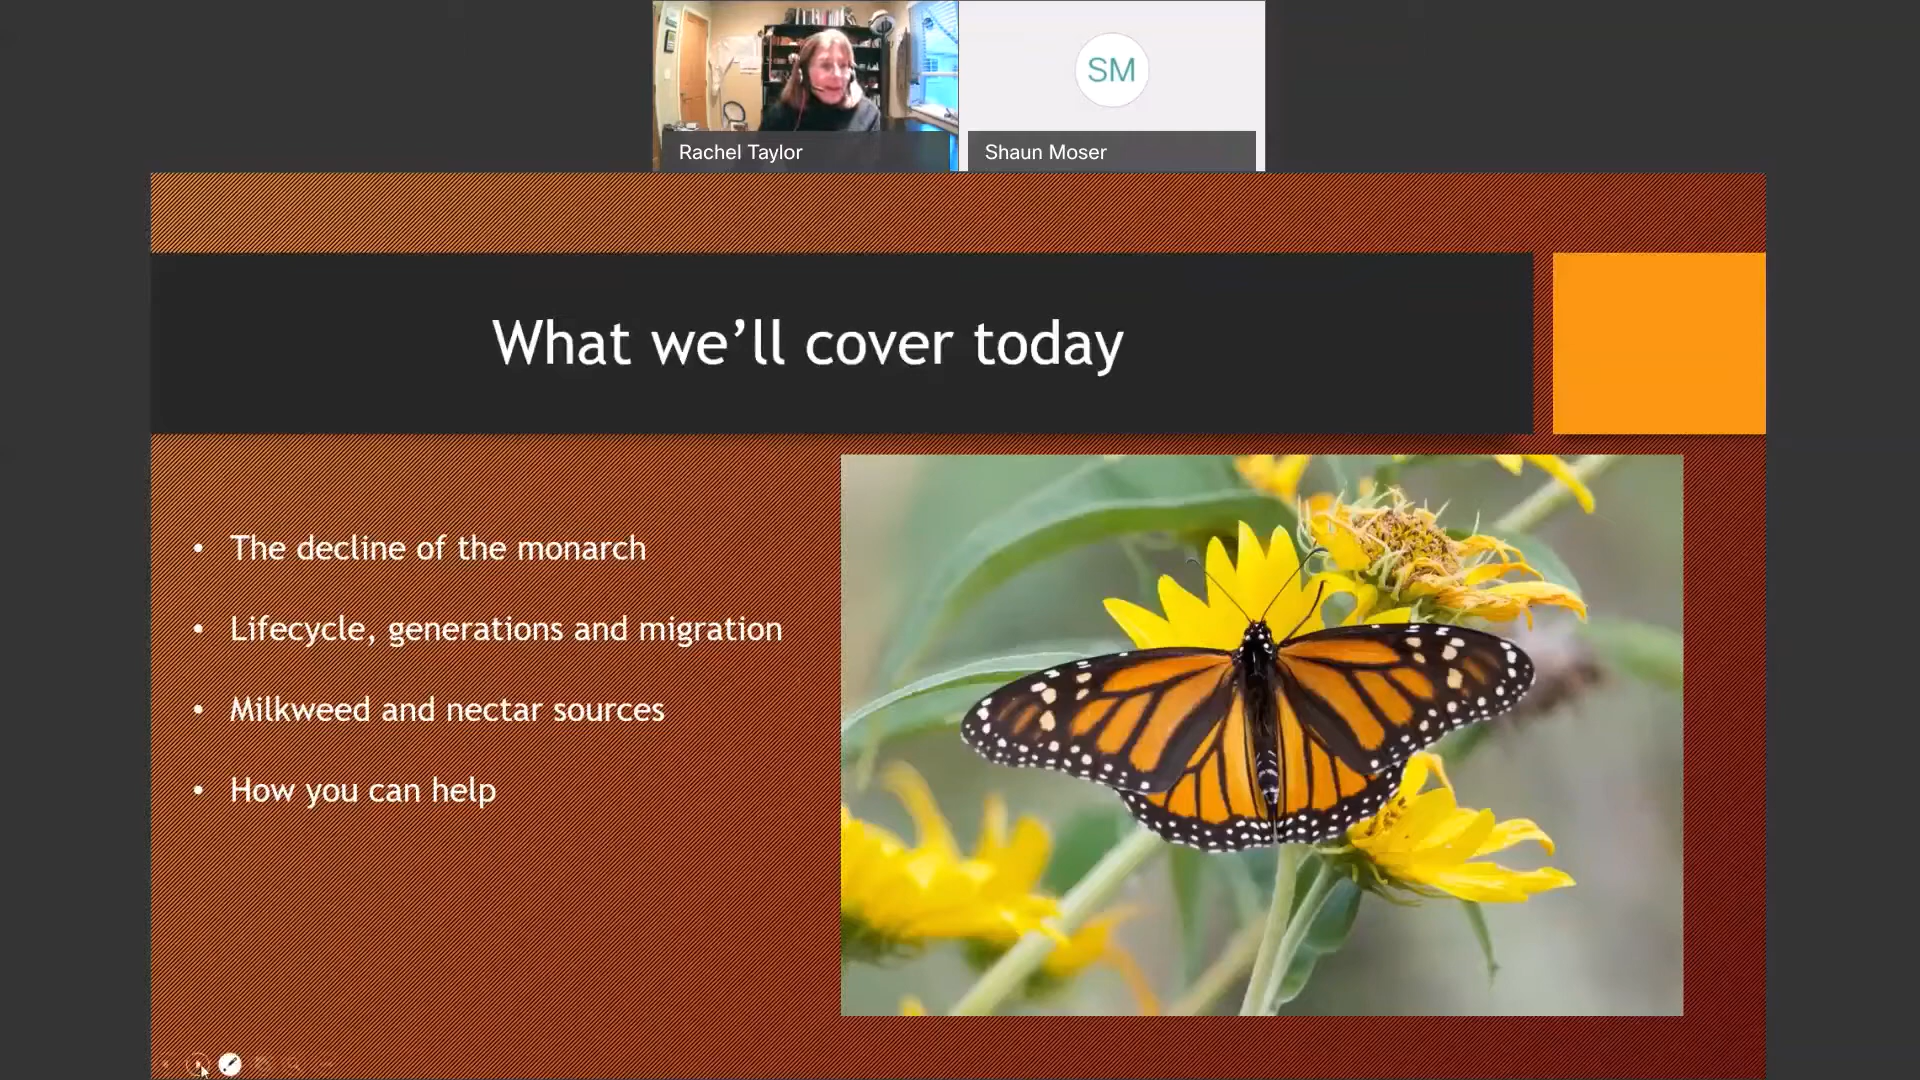 SM
Rachel Taylor
Shaun Moser
What we’ll cover today
• The decline of the monarch
• Lifecycle, generations and migration
• Milkweed and nectar sources
• How you can help